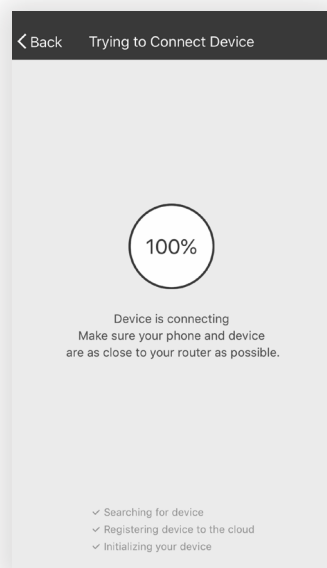 Back
Trying to Connect Device
100%
Device is connecting
Make sure your phone and device
are as close to your router as possible.
✓ Searching for device
✓ Registering device to the cloud
✓ Initializing your device